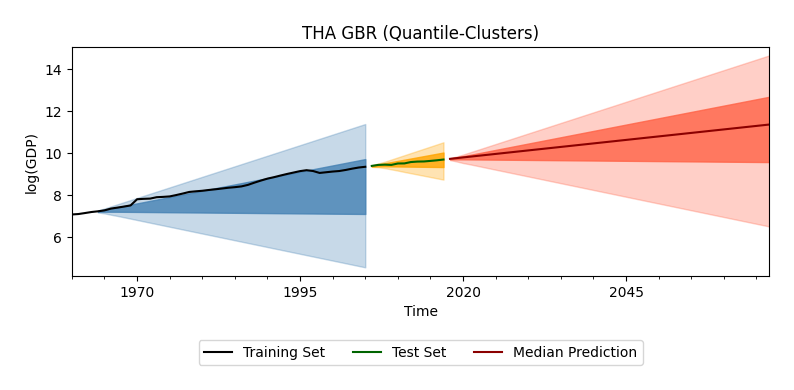 THA GBR (Quantile-Clusters)
log(GDP)
14
12
10
8
6
1970
1995
2020
2045
Time
Training Set
Test Set
Median Prediction